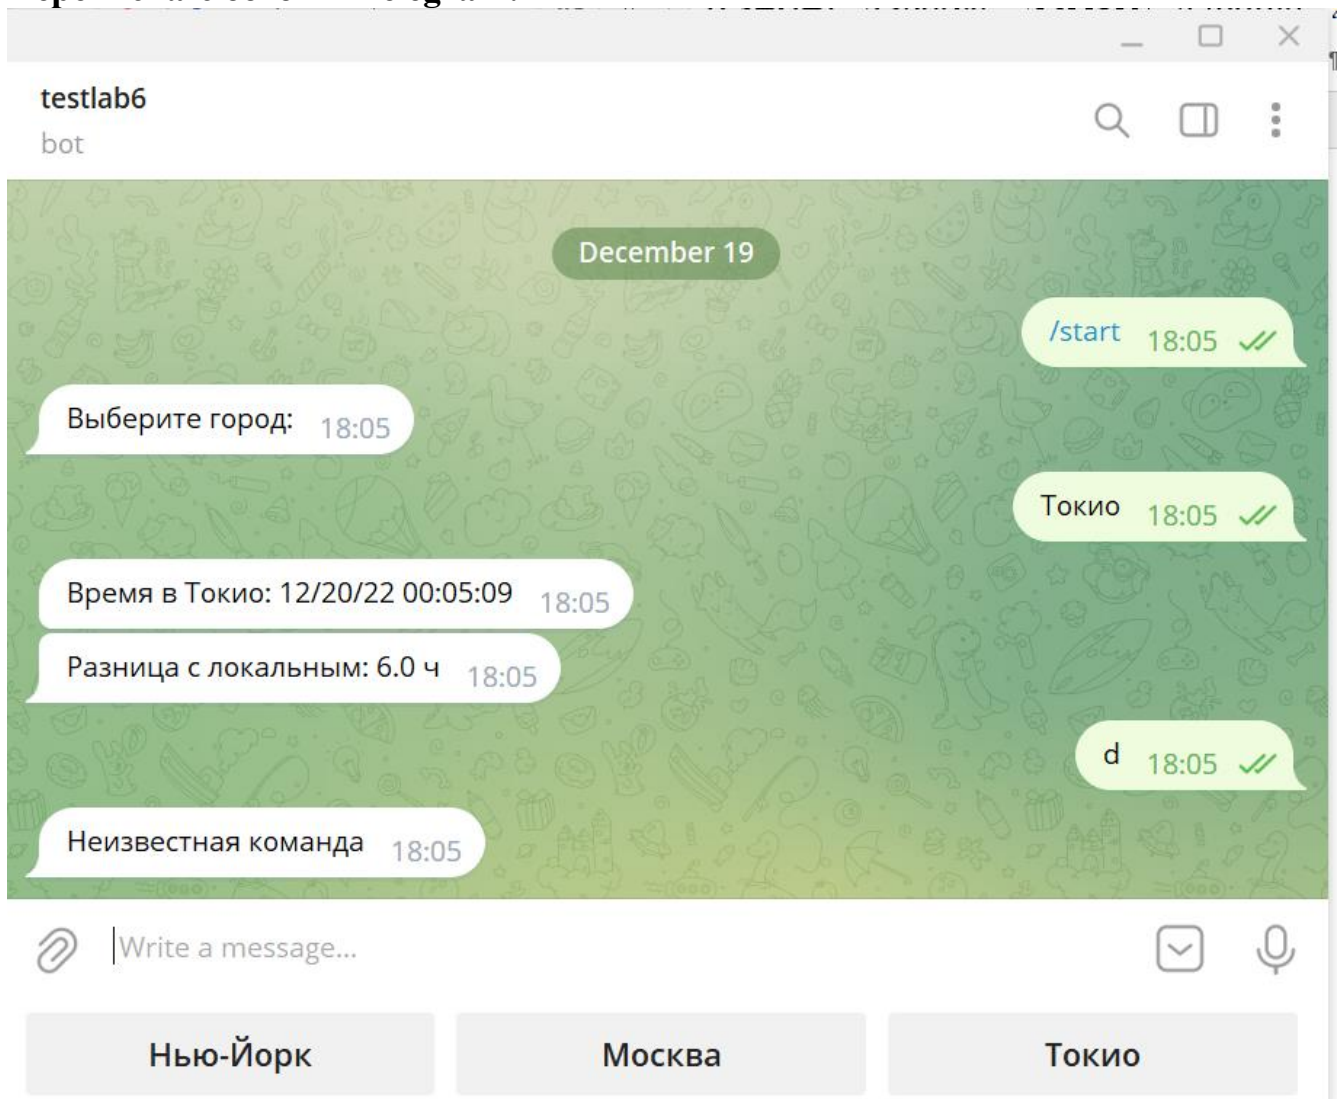 testlab6
bot
December 19
/start 18:05
Выберите город: 18:05
Токио 18:05
Время в Токио: 12/20/22 00:05:09 18:05
Разница с локальным: 6.0 ч 18:05
d 18:05
Неизвестная команда 18:05
Write a message...
Нью-Йорк Москва Токио